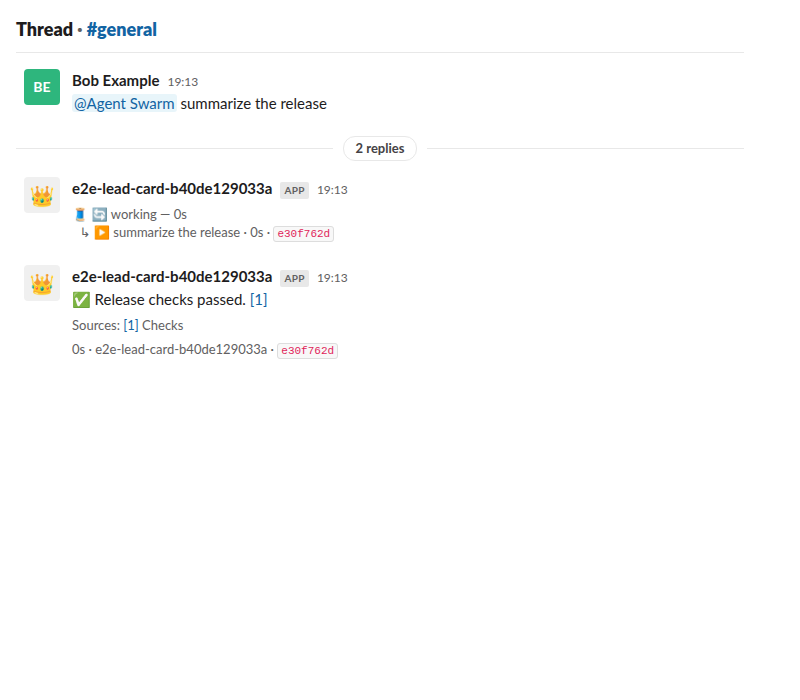 Thread • #general
BE
Bob Example 19:13
@Agent Swarm summarize the release
2 replies
e2e-lead-card-b40de129033a APP 19:13
🧵 🔄 working — 0s
↳ ▶️ summarize the release · 0s · e30f762d
e2e-lead-card-b40de129033a APP 19:13
✅ Release checks passed. [1]
Sources: [1] Checks
0s · e2e-lead-card-b40de129033a · e30f762d